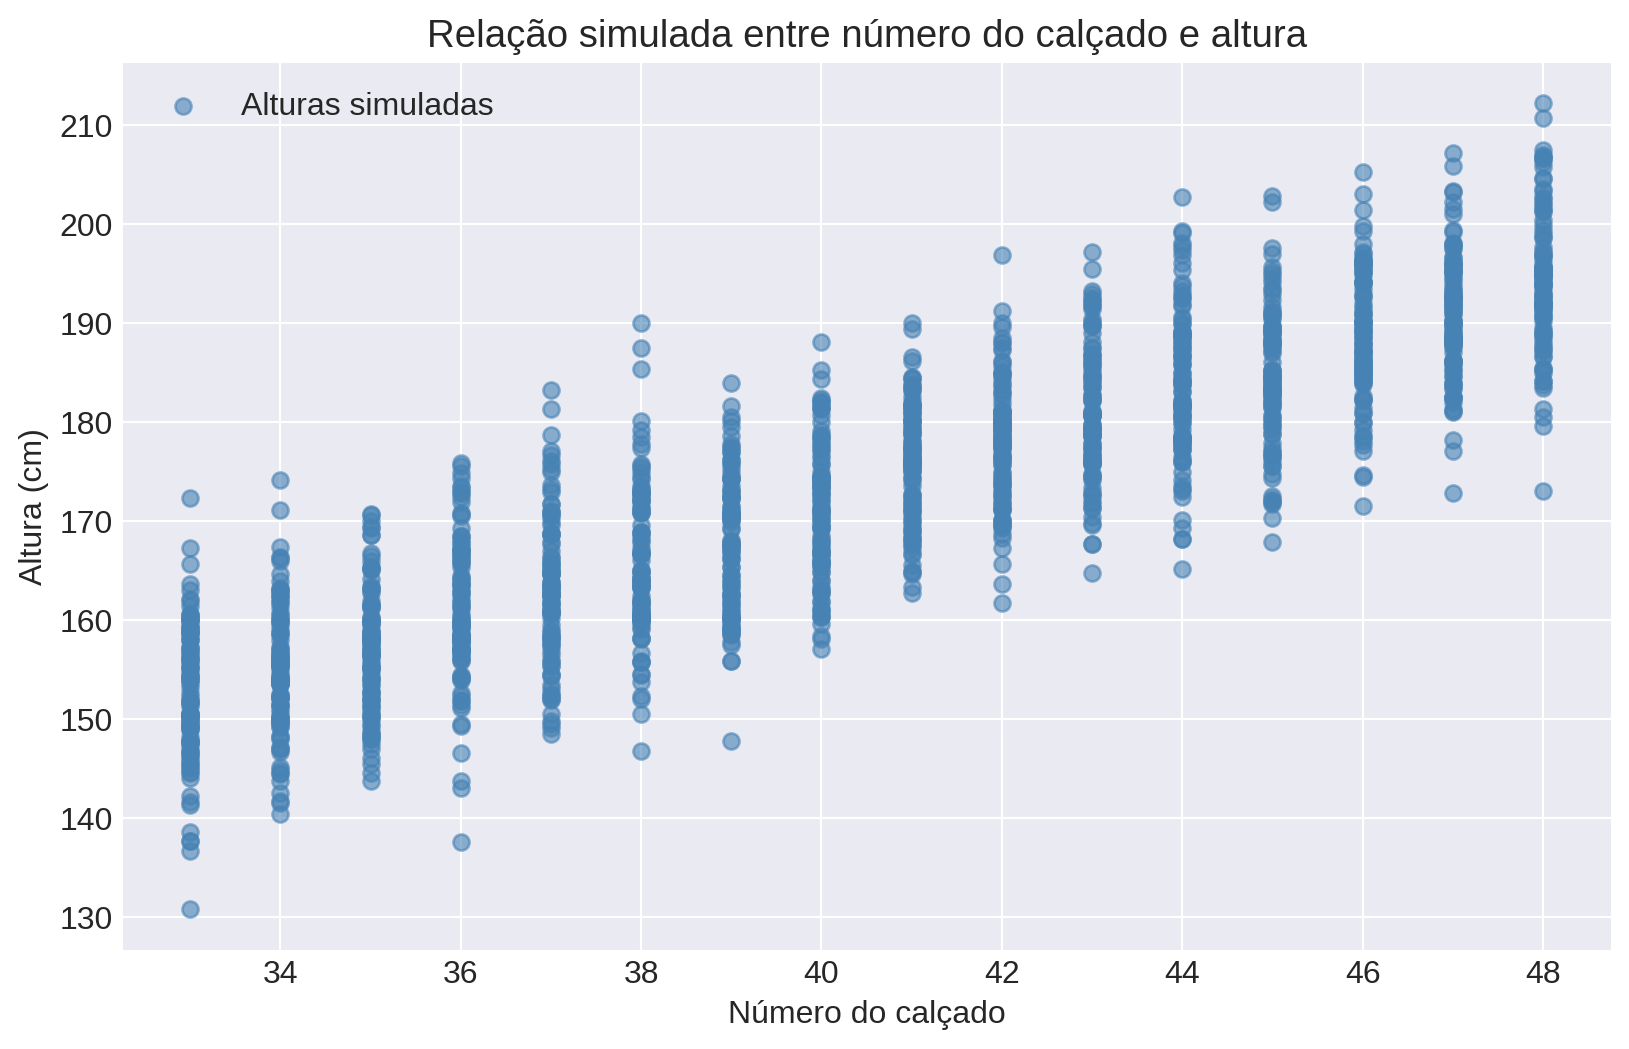 Relação simulada entre número do calçado e altura
Alturas simuladas
210
200
190
180
170
160
150
140
130
Altura (cm)
34 36 38 40 42 44 46 48
Número do calçado